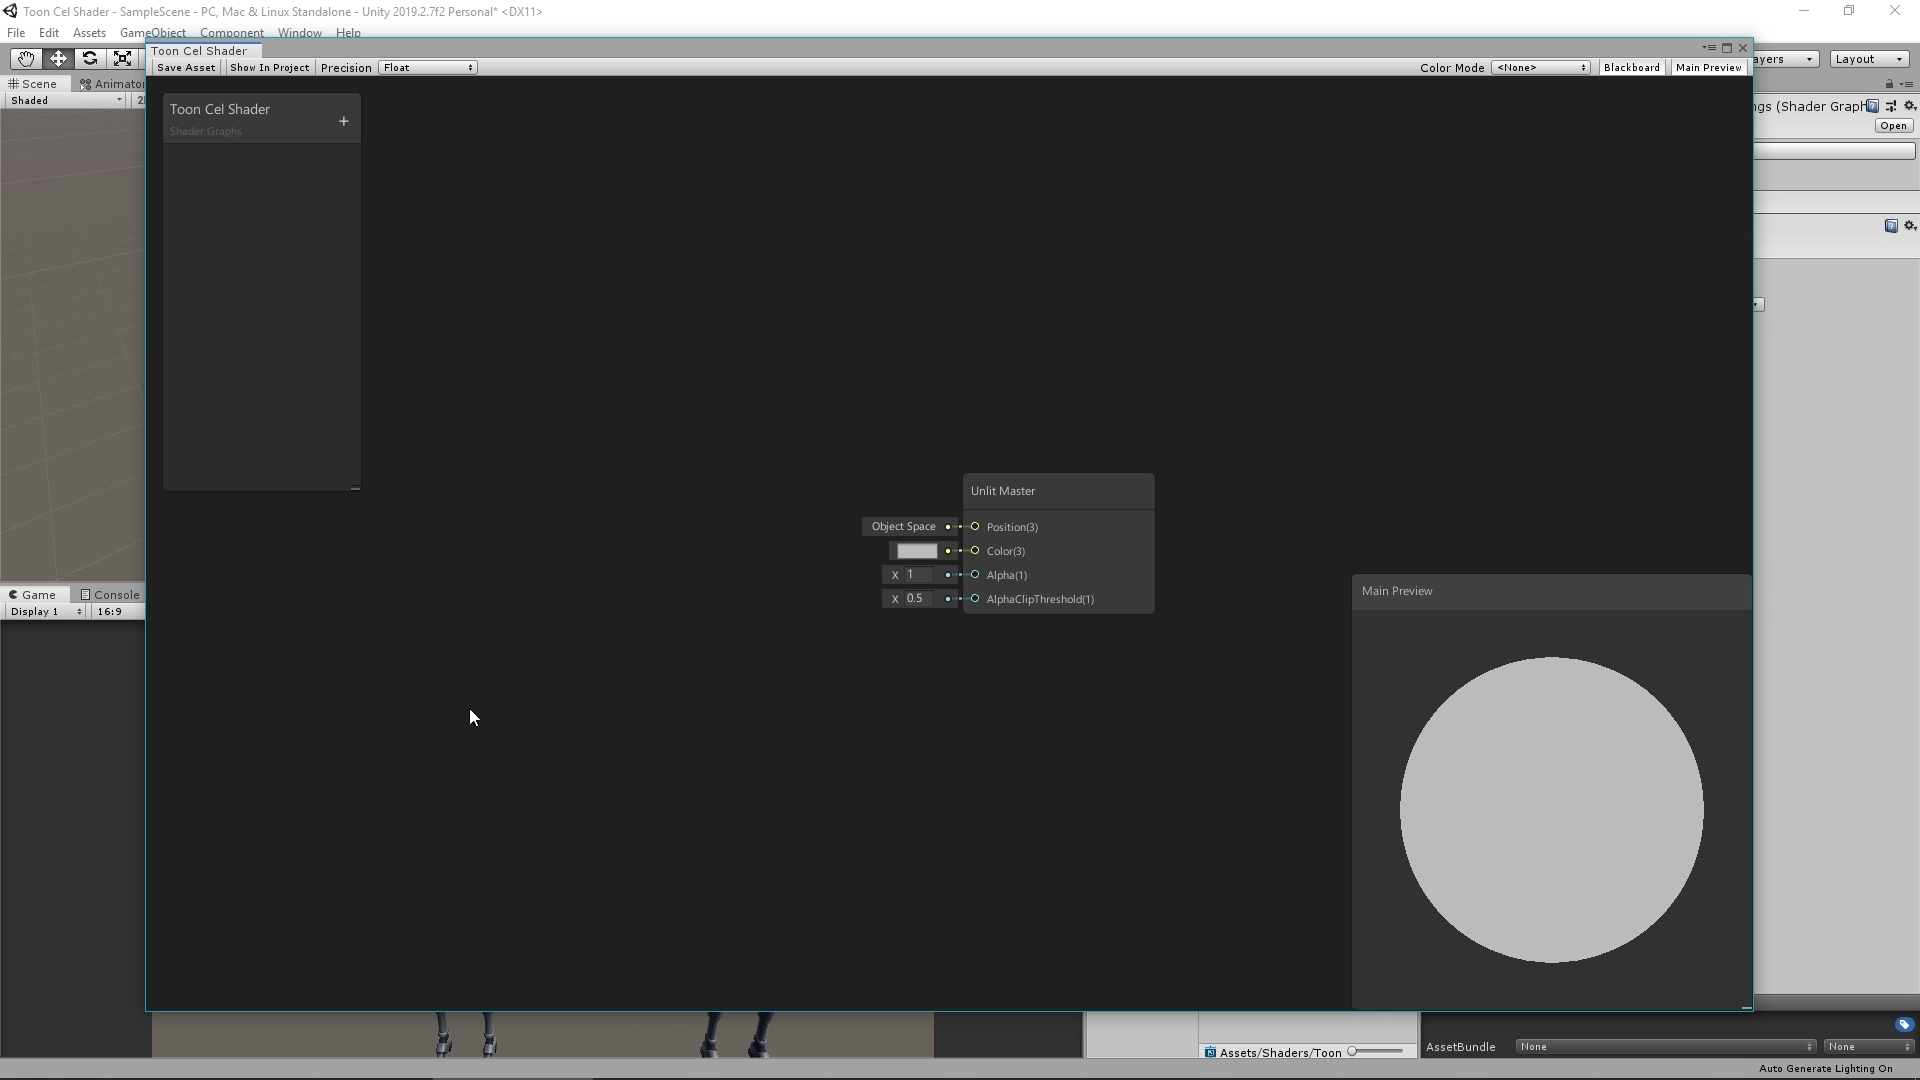 Toon Cel Shader - SampleScene - PC, Mac & Linux Standalone - Unity 2019.2.7f2 Personal* <DX11>
File Edit Assets GameObject Component Window Help
Toon Cel Shader
Save Asset Show In Project Precision Float Color Mode <None> Blackboard Main Preview
ayers Layout
Scene Animator
Shaded 2
Toon Cel Shader
Shader Graphs
+
ngs (Shader Graph
Open
Unlit Master
Object Space Position(3)
Color(3)
X 1 Alpha(1)
X 0.5 AlphaClipThreshold(1)
Game Console
Display 1 16:9
Main Preview
Assets/Shaders/Toon
AssetBundle None None
Auto Generate Lighting On